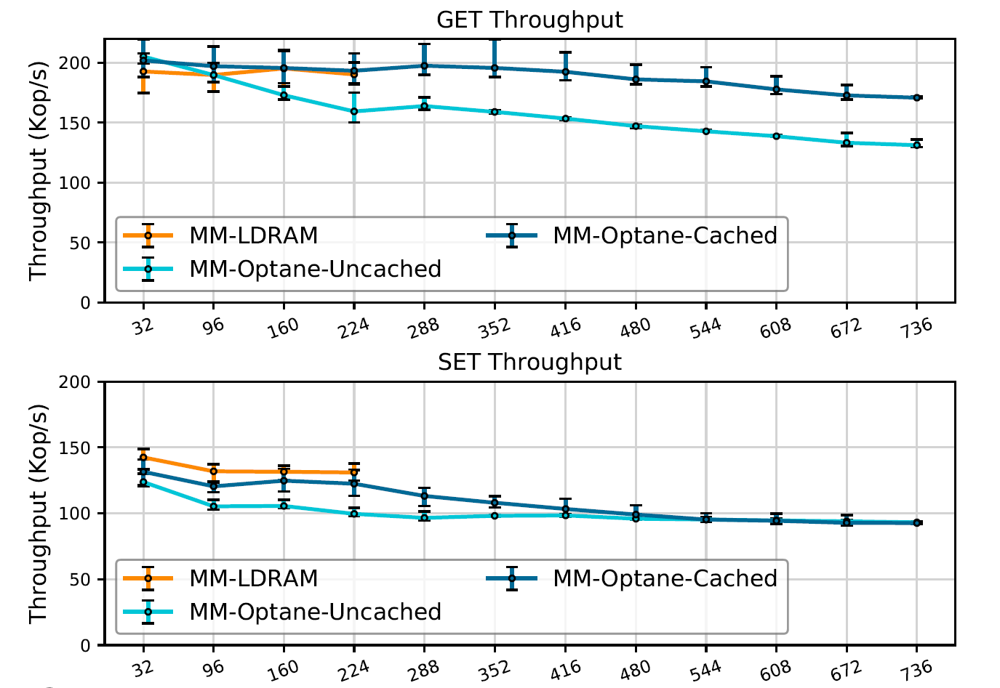 GET Throughput
Throughput (Kop/s)
200
150
100
50
0
MM-LDRAM
MM-Optane-Cached
MM-Optane-Uncached
32 96 160 224 288 352 416 480 544 608 672 736
SET Throughput
Throughput (Kop/s)
200
150
100
50
0
MM-LDRAM
MM-Optane-Cached
MM-Optane-Uncached
32 96 160 224 288 352 416 480 544 608 672 736